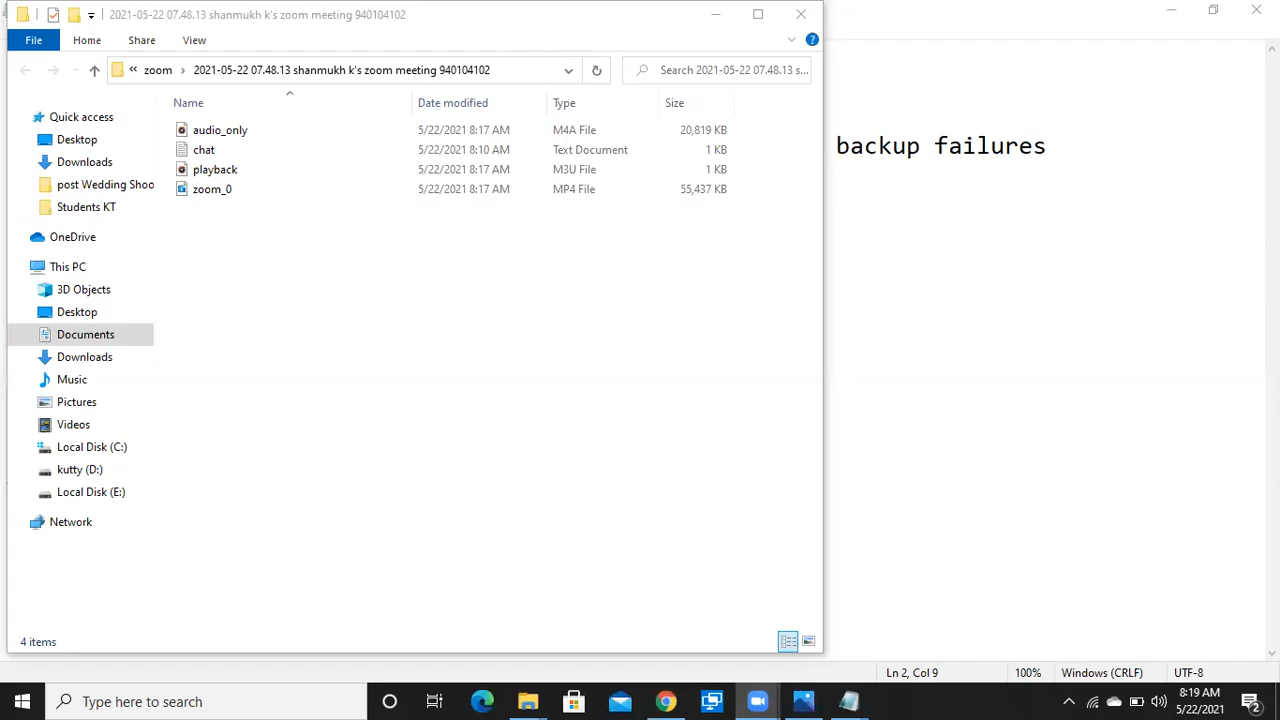 2021-05-22 07.48.13 shanmukh k's zoom meeting 940104102
File Home Share View
zoom › 2021-05-22 07.48.13 shanmukh k's zoom meeting 940104102
Search 2021-05-22 07.48.13 s...
Name Date modified Type Size
audio_only 5/22/2021 8:17 AM M4A File 20,819 KB
chat 5/22/2021 8:10 AM Text Document 1 KB
playback 5/22/2021 8:17 AM M3U File 1 KB
zoom_0 5/22/2021 8:17 AM MP4 File 55,437 KB
Quick access
Desktop
Downloads
post Wedding Shoo
Students KT
OneDrive
This PC
3D Objects
Desktop
Documents
Downloads
Music
Pictures
Videos
Local Disk (C:)
kutty (D:)
Local Disk (E:)
Network
4 items
backup failures
Ln 2, Col 9 100% Windows (CRLF) UTF-8
Type here to search
8:19 AM
5/22/2021
2